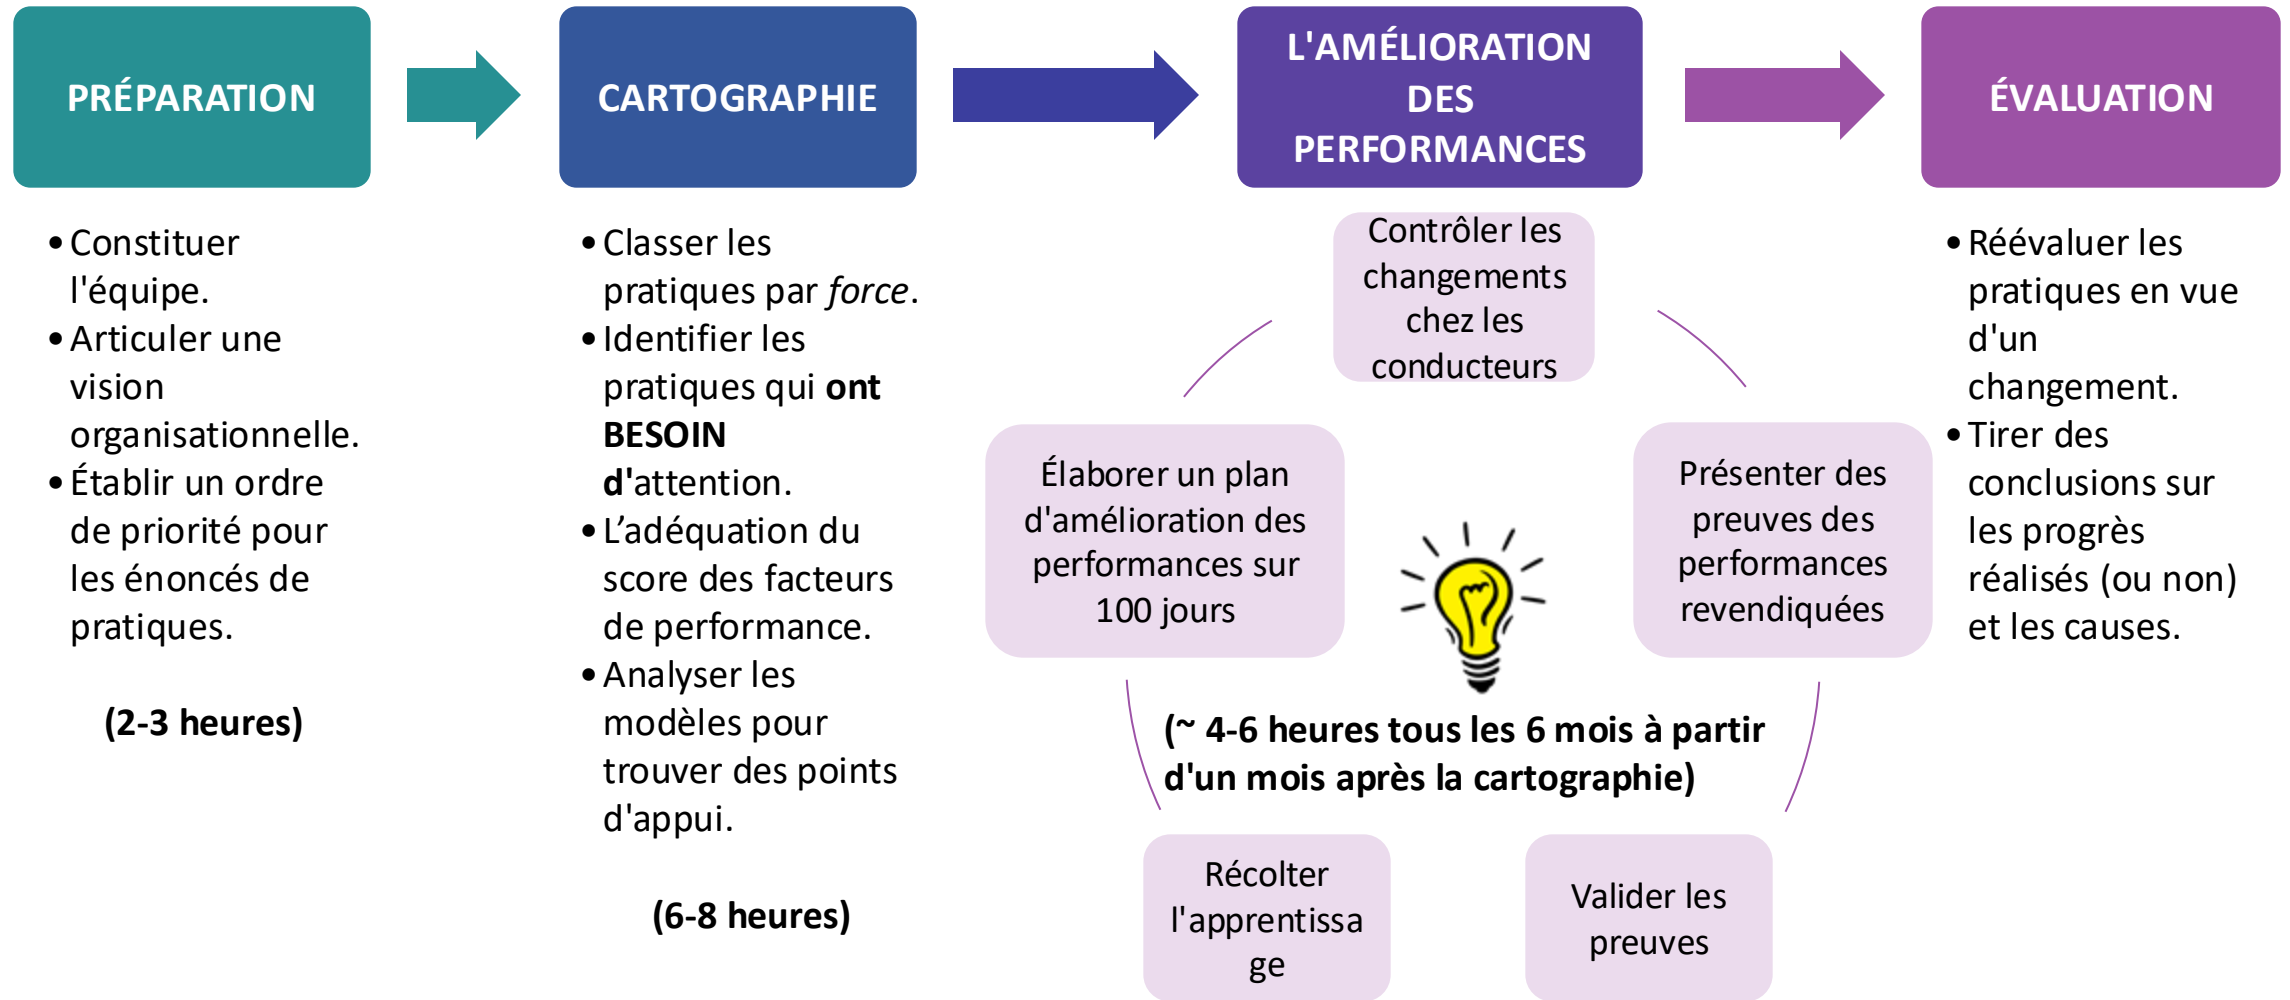 PRÉPARATION
• Constituer
l'équipe.
• Articuler une
vision
organisationnelle.
• Établir un ordre
de priorité pour
les énoncés de
pratiques.
(2-3 heures)
CARTOGRAPHIE
• Classer les
pratiques par force.
• Identifier les
pratiques qui ont
BESOIN
d'attention.
• L’adéquation du
score des facteurs
de performance.
• Analyser les
modèles pour
trouver des points
d'appui.
(6-8 heures)
L'AMÉLIORATION
DES
PERFORMANCES
Contrôler les
changements
chez les
conducteurs
Présenter des
preuves des
performances
revendiquées
Valider les
preuves
Récolter
l'apprentissa
ge
Élaborer un plan
d'amélioration des
performances sur
100 jours
(~ 4-6 heures tous les 6 mois à partir
d'un mois après la cartographie)
ÉVALUATION
• Réévaluer les
pratiques en vue
d'un
changement.
• Tirer des
conclusions sur
les progrès
réalisés (ou non)
et les causes.